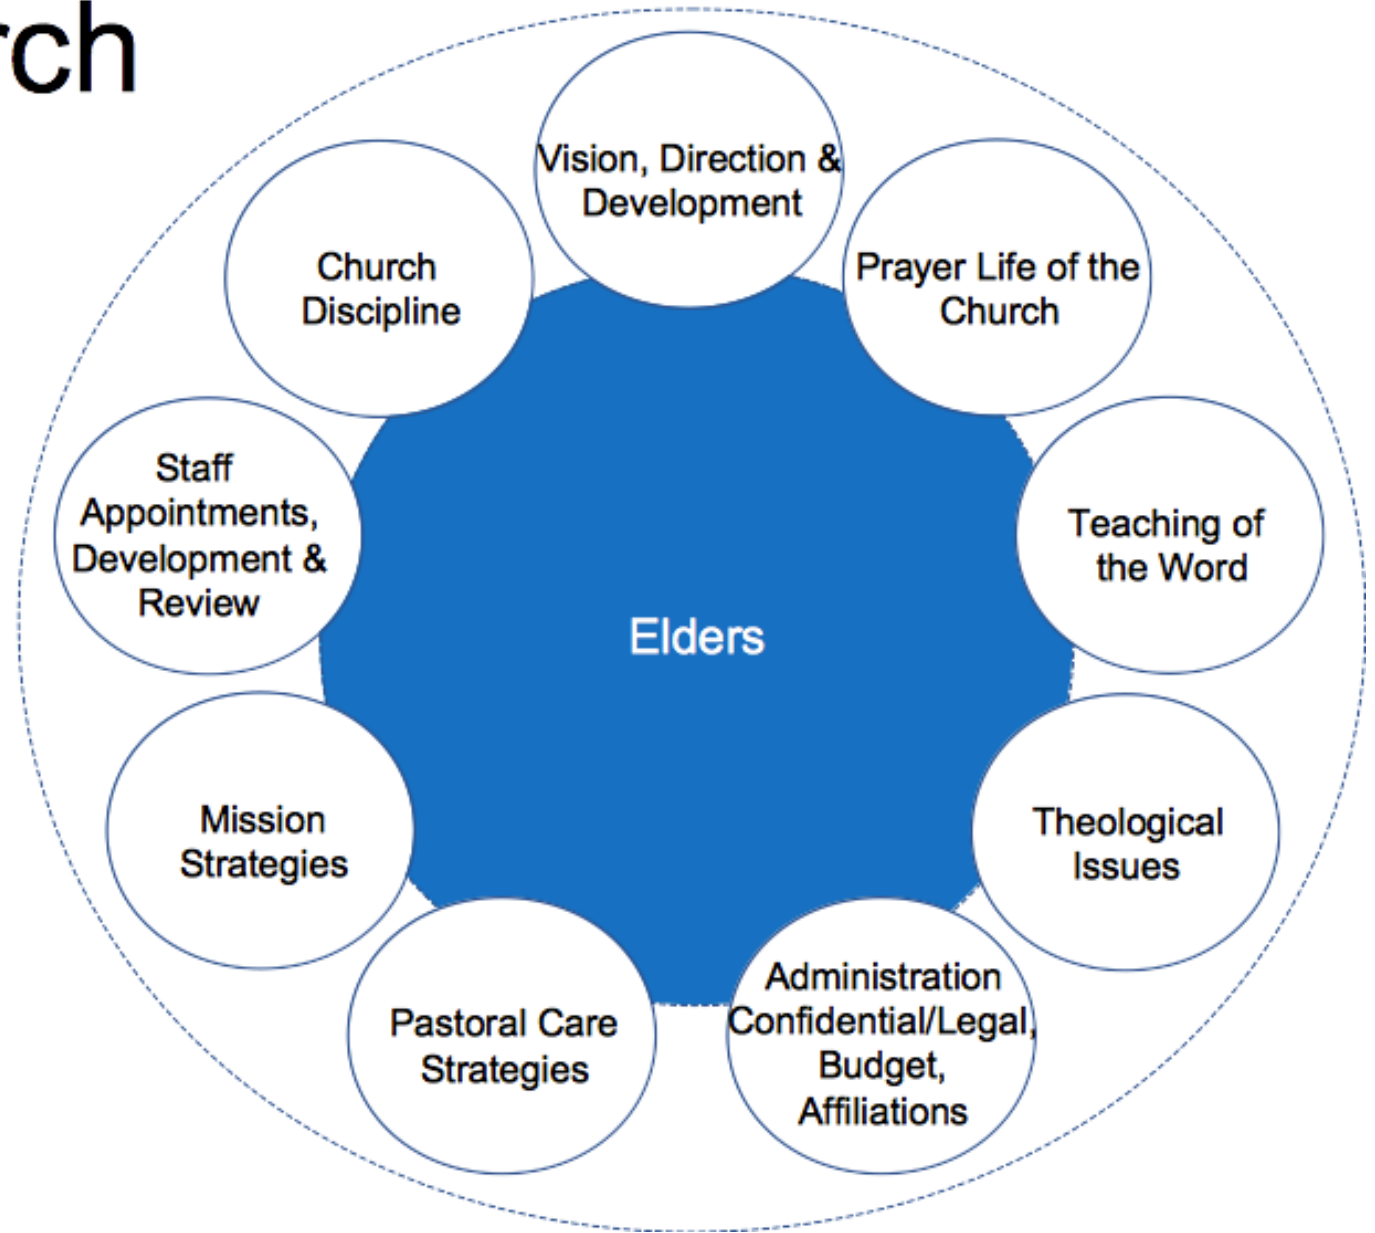 rch
Vision, Direction &
Development
Prayer Life of the
Church
Teaching of
the Word
Theological
Issues
Administration
Confidential/Legal,
Budget,
Affiliations
Pastoral Care
Strategies
Mission
Strategies
Staff
Appointments,
Development &
Review
Church
Discipline
Elders